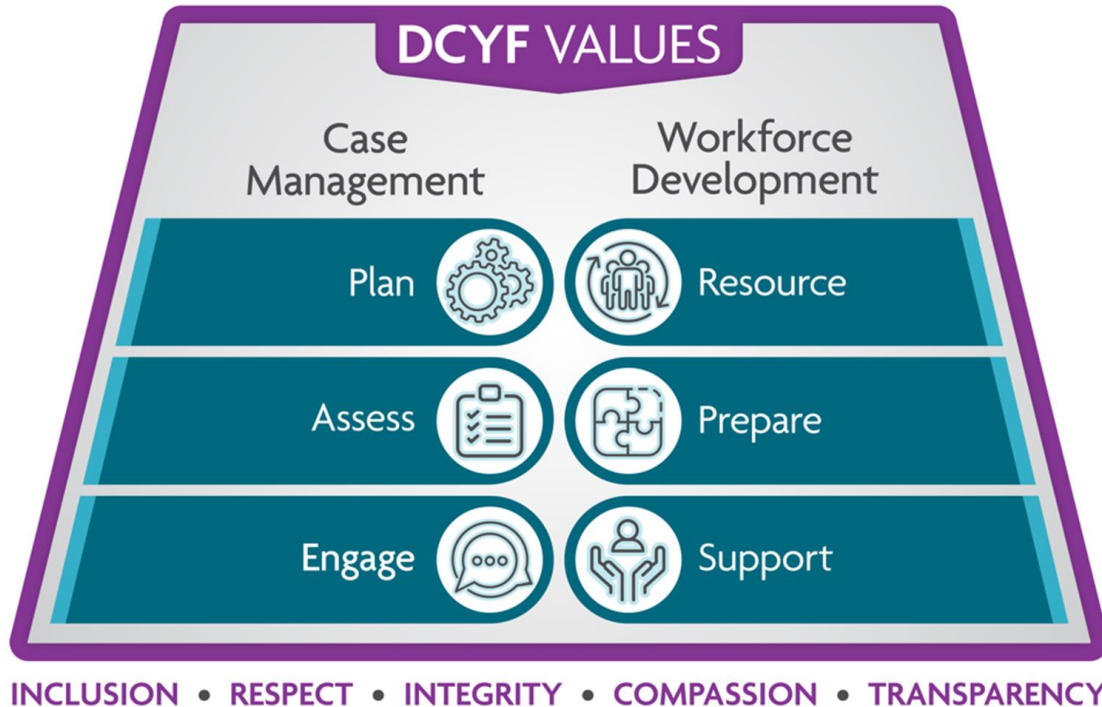 DCYF VALUES
Case
Management
Workforce
Development
Plan
Resource
Assess
Prepare
Engage
Support
INCLUSION • RESPECT • INTEGRITY • COMPASSION • TRANSPARENCY